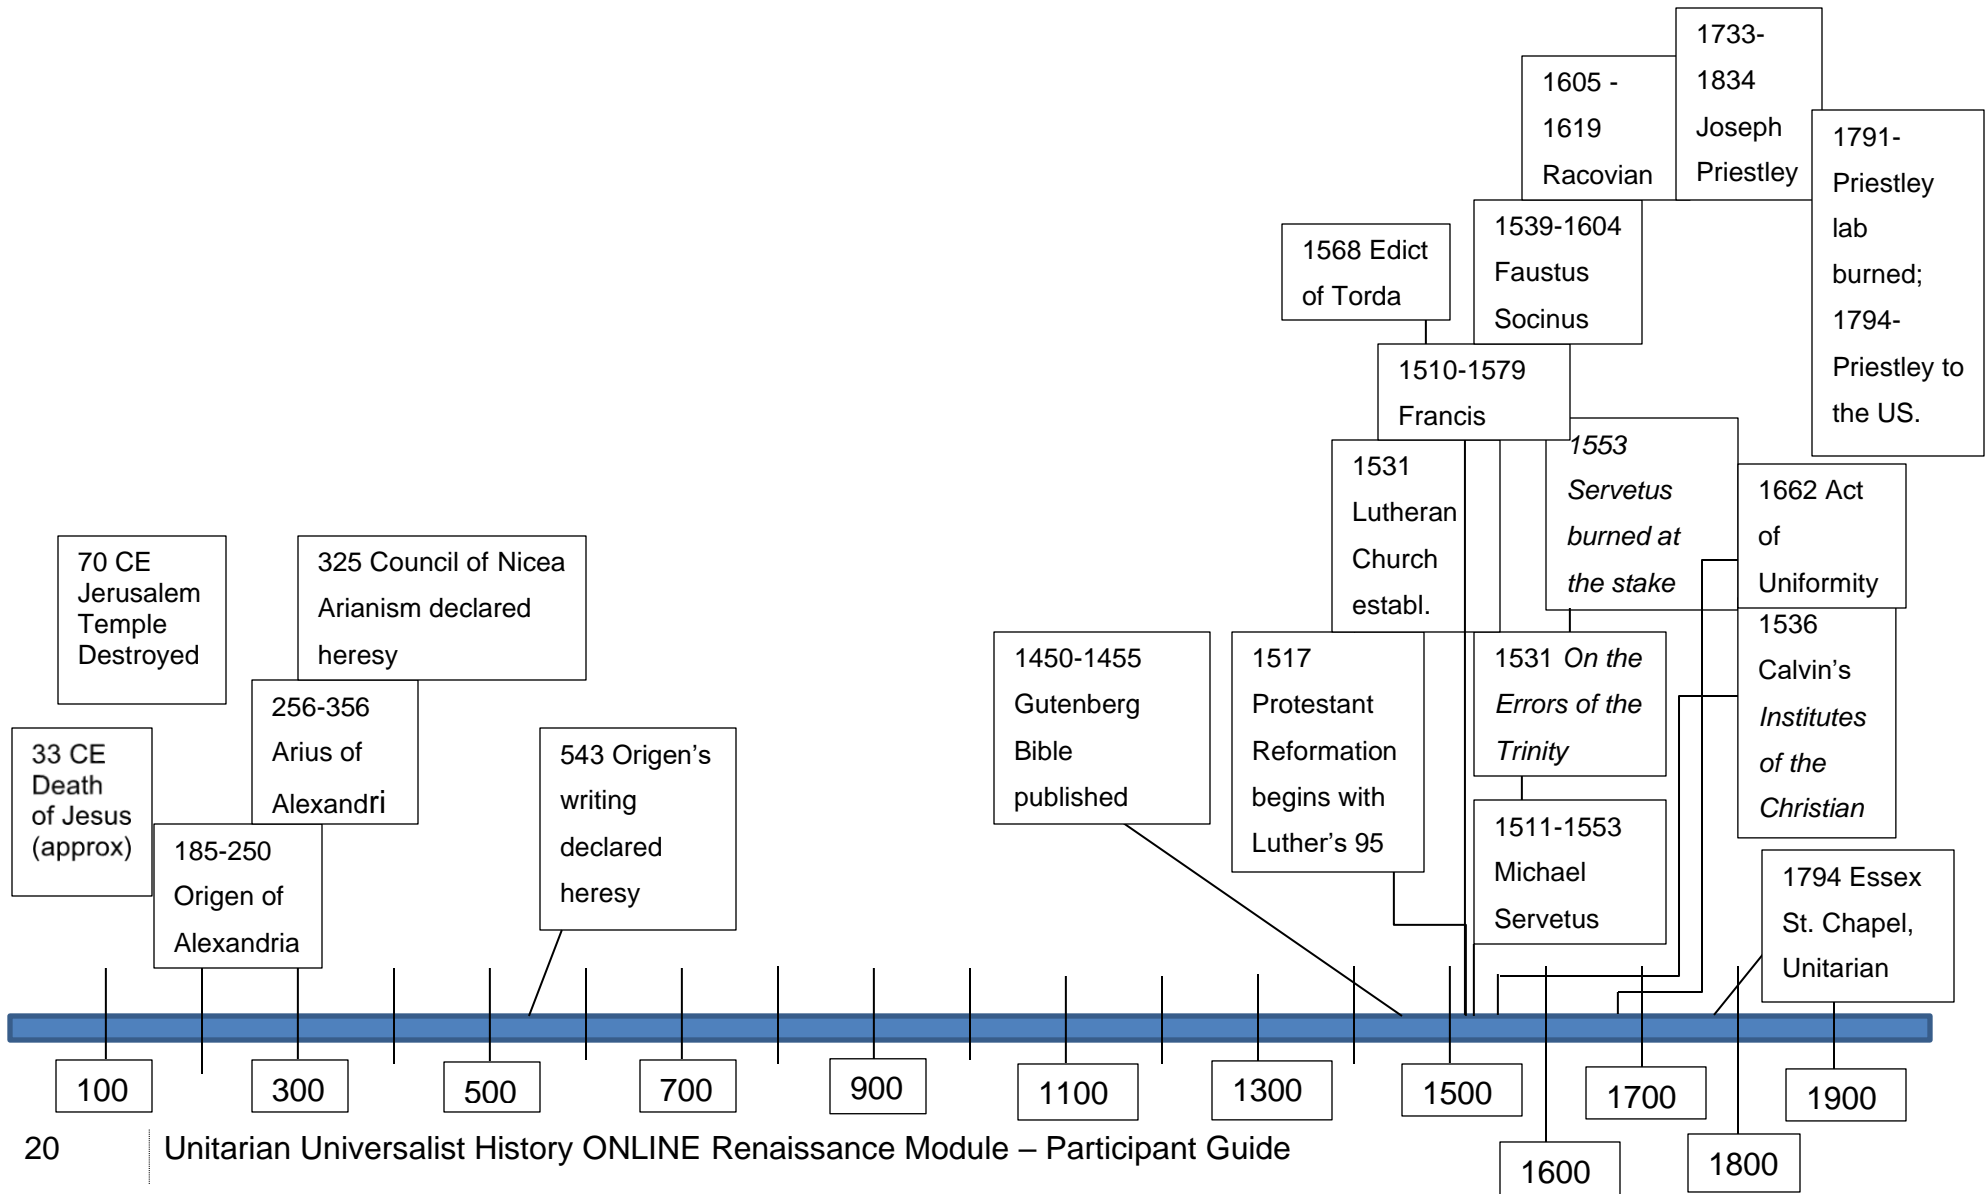 1733-
1834
Joseph
Priestley
1605 -
1619
Racovian
1791-
Priestley
lab
burned;
1794-
Priestley to
the US.
1539-1604
Faustus
Socinus
1568 Edict
of Torda
1510-1579
Francis
1553
Servetus
burned at
the stake
1531
Lutheran
Church
establ.
1662 Act
of
Uniformity
70 CE
Jerusalem
Temple
Destroyed
325 Council of Nicea
Arianism declared
heresy
1536
Calvin’s
Institutes
of the
Christian
1450-1455
Gutenberg
Bible
published
1517
Protestant
Reformation
begins with
Luther’s 95
1531 On the
Errors of the
Trinity
256-356
Arius of
Alexandri
33 CE
Death
of Jesus
(approx)
543 Origen’s
writing
declared
heresy
1511-1553
Michael
Servetus
185-250
Origen of
Alexandria
1794 Essex
St. Chapel,
Unitarian
100
300
500
700
900
1100
1300
1500
1700
1900
1600
1800
20 Unitarian Universalist History ONLINE Renaissance Module – Participant Guide